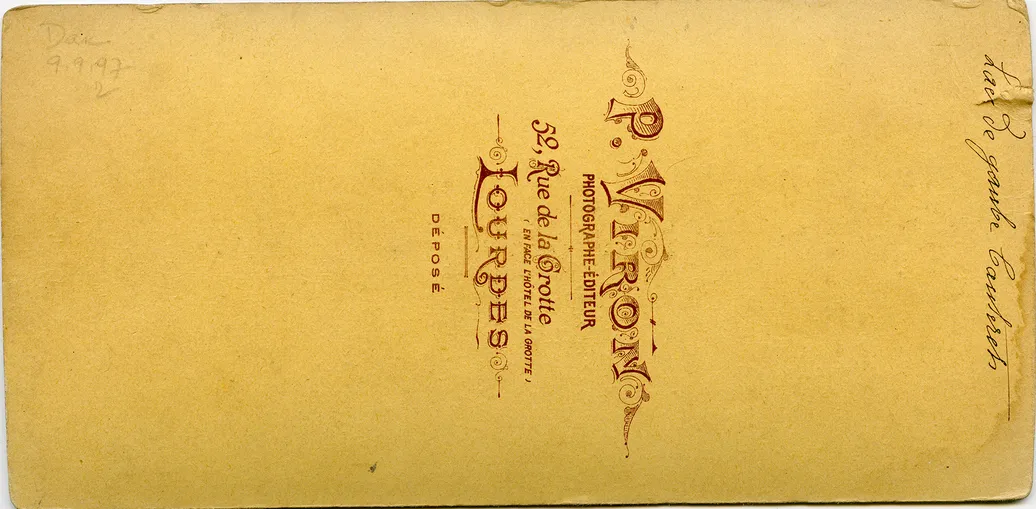 Lac de gaube Cauterets
P. VIRON
PHOTOGRAPHE-ÉDITEUR
52, Rue de la Grotte
( EN FACE L'HÔTEL DE LA GROTTE )
LOURDES
DÉPOSÉ
9.9.97
2